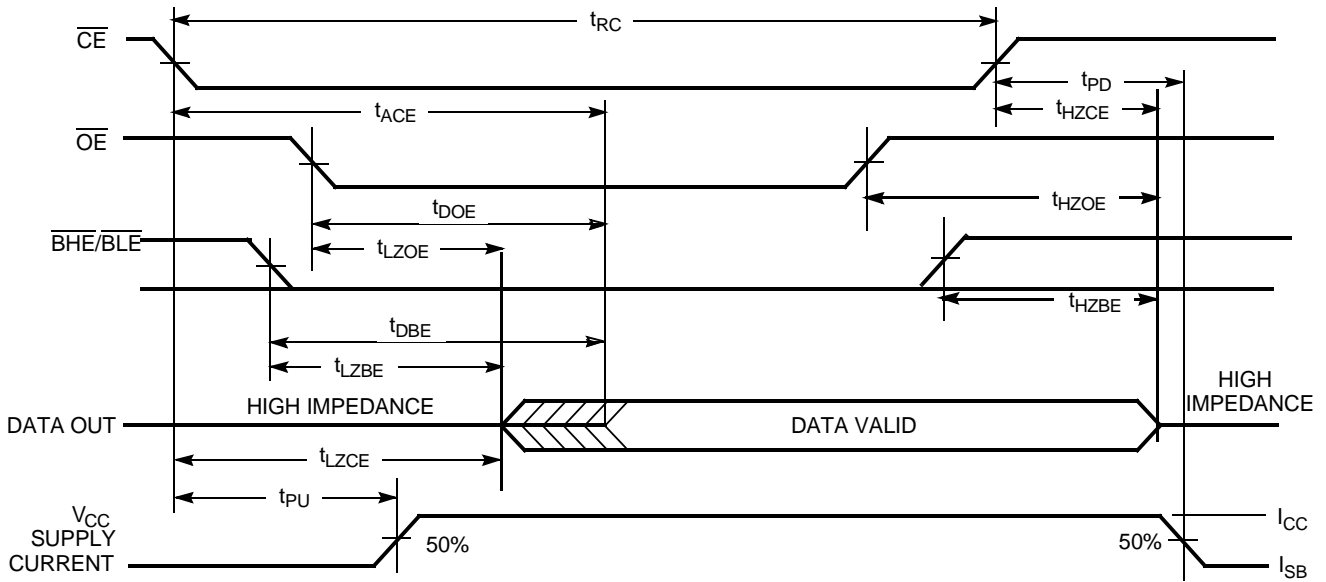 tRC
CE
tPD
tACE
tHZCE
OE
tDOE
tHZOE
BHE/BLE
tLZOE
tHZBE
tDBE
tLZBE
HIGH IMPEDANCE
HIGH
IMPEDANCE
DATA OUT
DATA VALID
tLZCE
tPU
VCC
SUPPLY
CURRENT
50%
50%
ICC
ISB